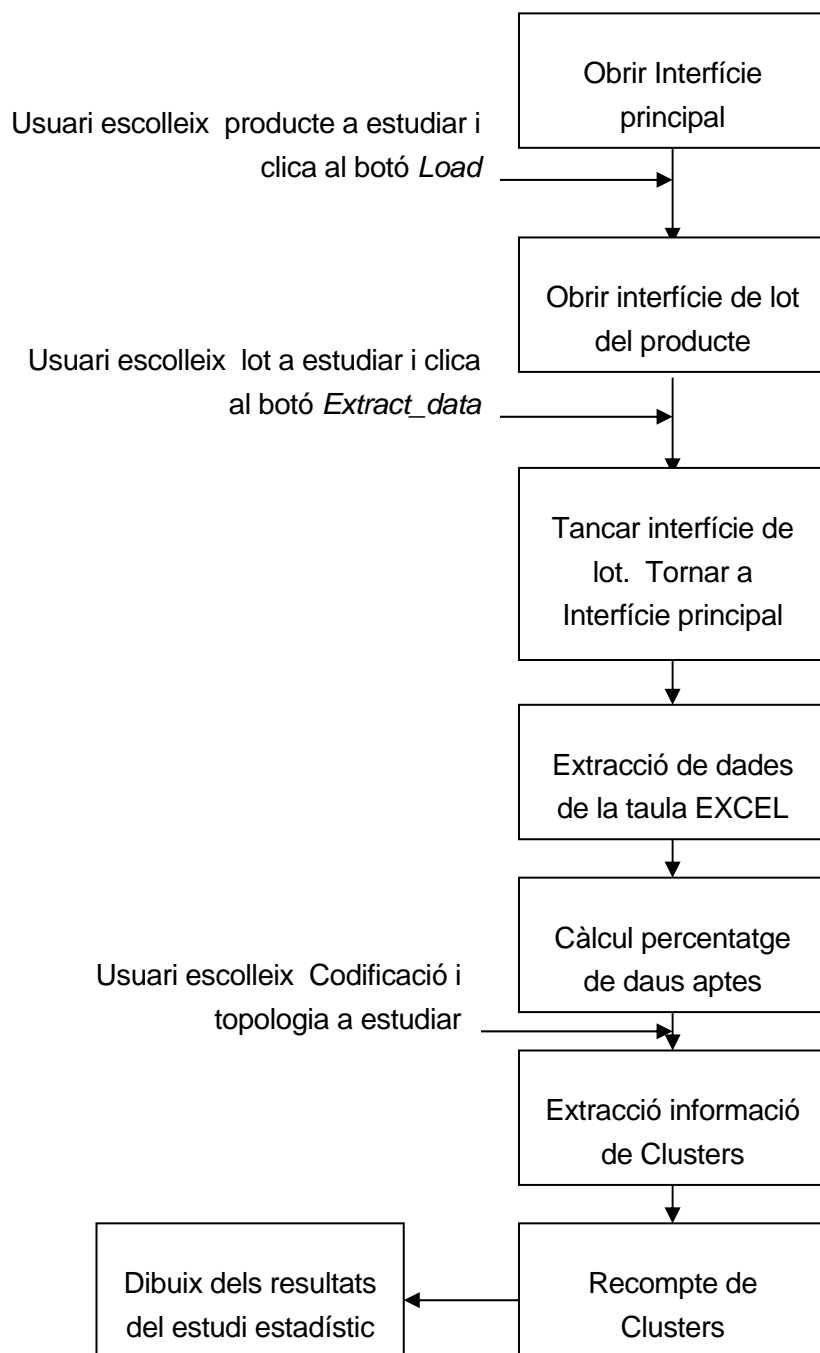 Obrir Interfície
principal
Usuari escolleix producte a estudiar i
clica al botó Load
Obrir interfície de lot
del producte
Usuari escolleix lot a estudiar i clica
al botó Extract_data
Tancar interfície de
lot. Tornar a
Interfície principal
Extracció de dades
de la taula EXCEL
Càlcul percentatge
de daus aptes
Usuari escolleix Codificació i
topologia a estudiar
Extracció informació
de Clusters
Recompte de
Clusters
Dibuix dels resultats
del estudi estadístic